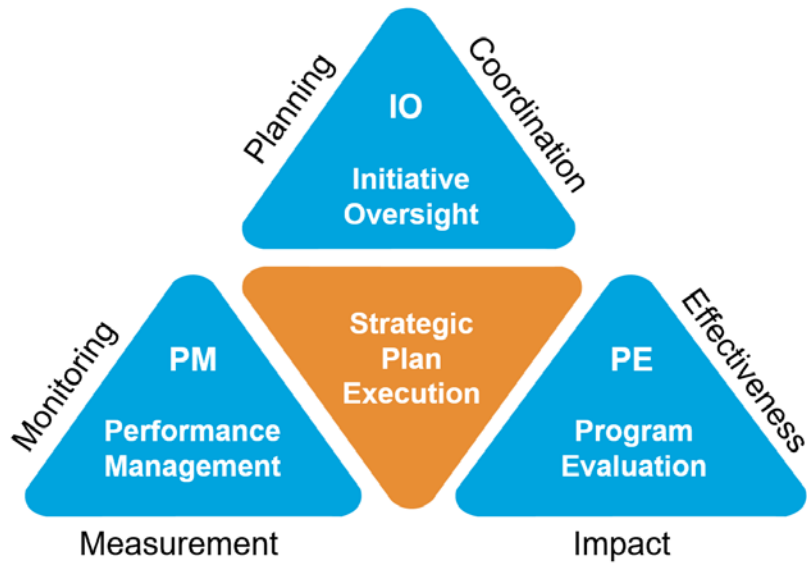 Planning
Coordination
IO
Initiative
Oversight
Strategic
Plan
Execution
Monitoring
PM
Performance
Management
Measurement
PE
Program
Evaluation
Effectiveness
Impact